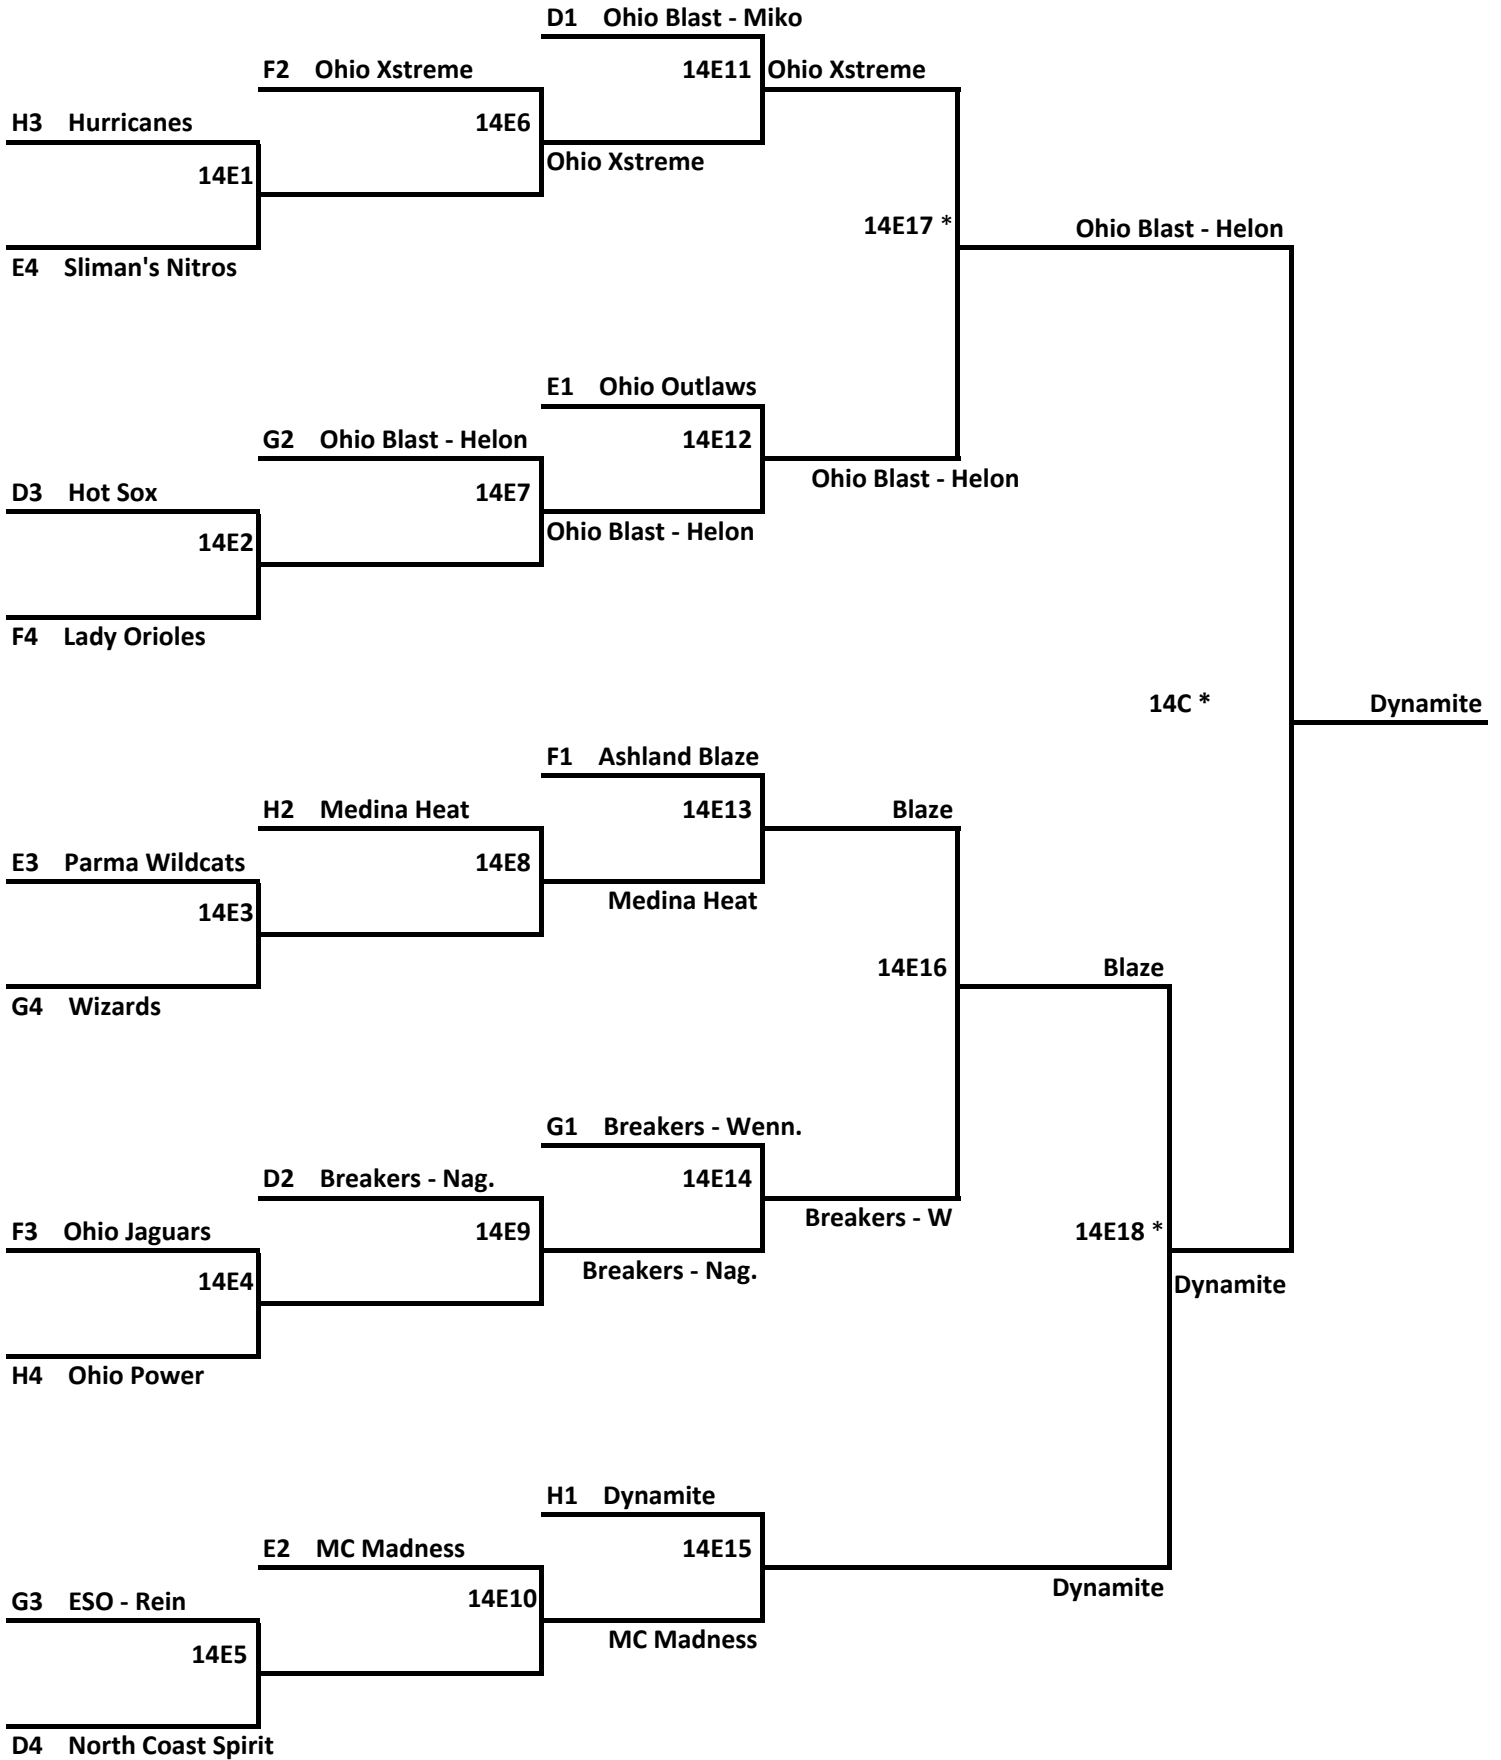 D1 Ohio Blast - Miko
F2 Ohio Xstreme
14E11
Ohio Xstreme
H3 Hurricanes
14E6
Ohio Xstreme
14E1
14E17 *
Ohio Blast - Helon
E4 Sliman's Nitros
E1 Ohio Outlaws
G2 Ohio Blast - Helon
14E12
Ohio Blast - Helon
D3 Hot Sox
14E7
Ohio Blast - Helon
14E2
F4 Lady Orioles
14C *
Dynamite
F1 Ashland Blaze
H2 Medina Heat
14E13
Blaze
E3 Parma Wildcats
14E8
Medina Heat
14E3
14E16
Blaze
G4 Wizards
G1 Breakers - Wenn.
D2 Breakers - Nag.
14E14
Breakers - W
F3 Ohio Jaguars
14E9
14E18 *
Breakers - Nag.
14E4
Dynamite
H4 Ohio Power
H1 Dynamite
E2 MC Madness
14E15
Dynamite
G3 ESO - Rein
14E10
MC Madness
14E5
D4 North Coast Spirit